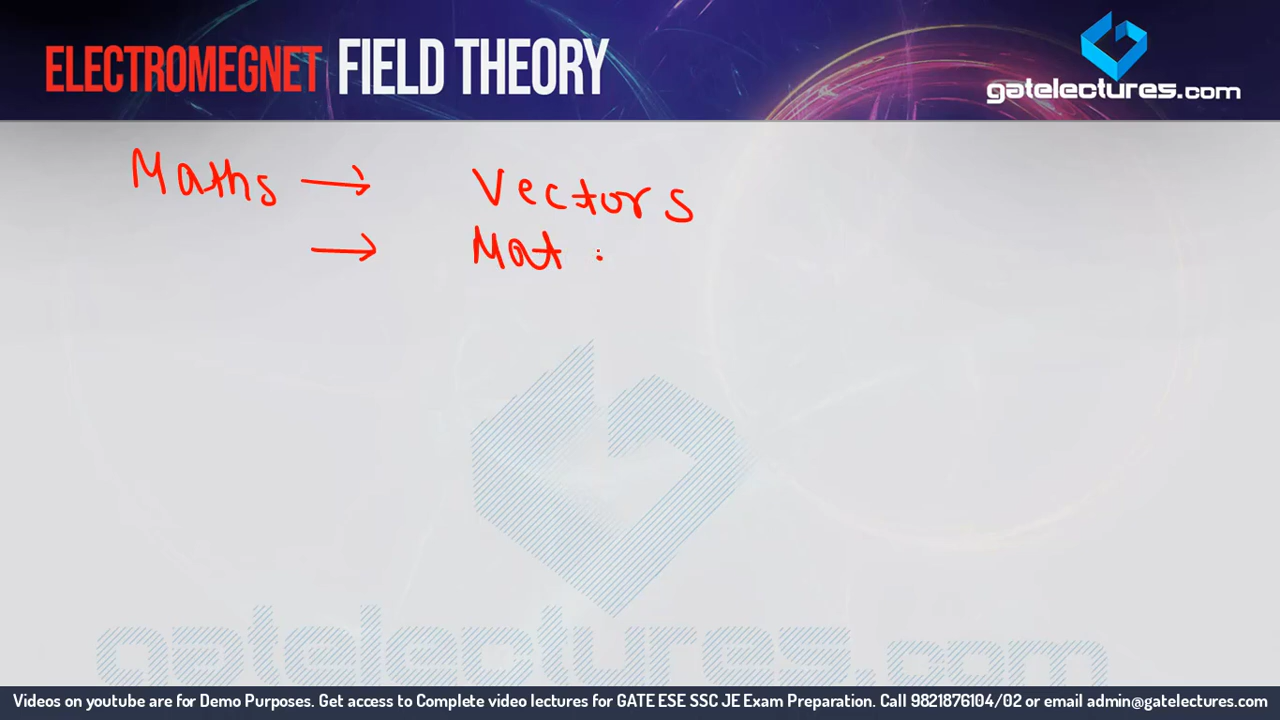 ELECTROMEGNET FIELD THEORY
gatelectures.com
Maths → Vectors
→ Mat
gatelectures.com
Videos on youtube are for Demo Purposes. Get access to Complete video lectures for GATE ESE SSC JE Exam Preparation. Call 9821876104/02 or email admin@gatelectures.com